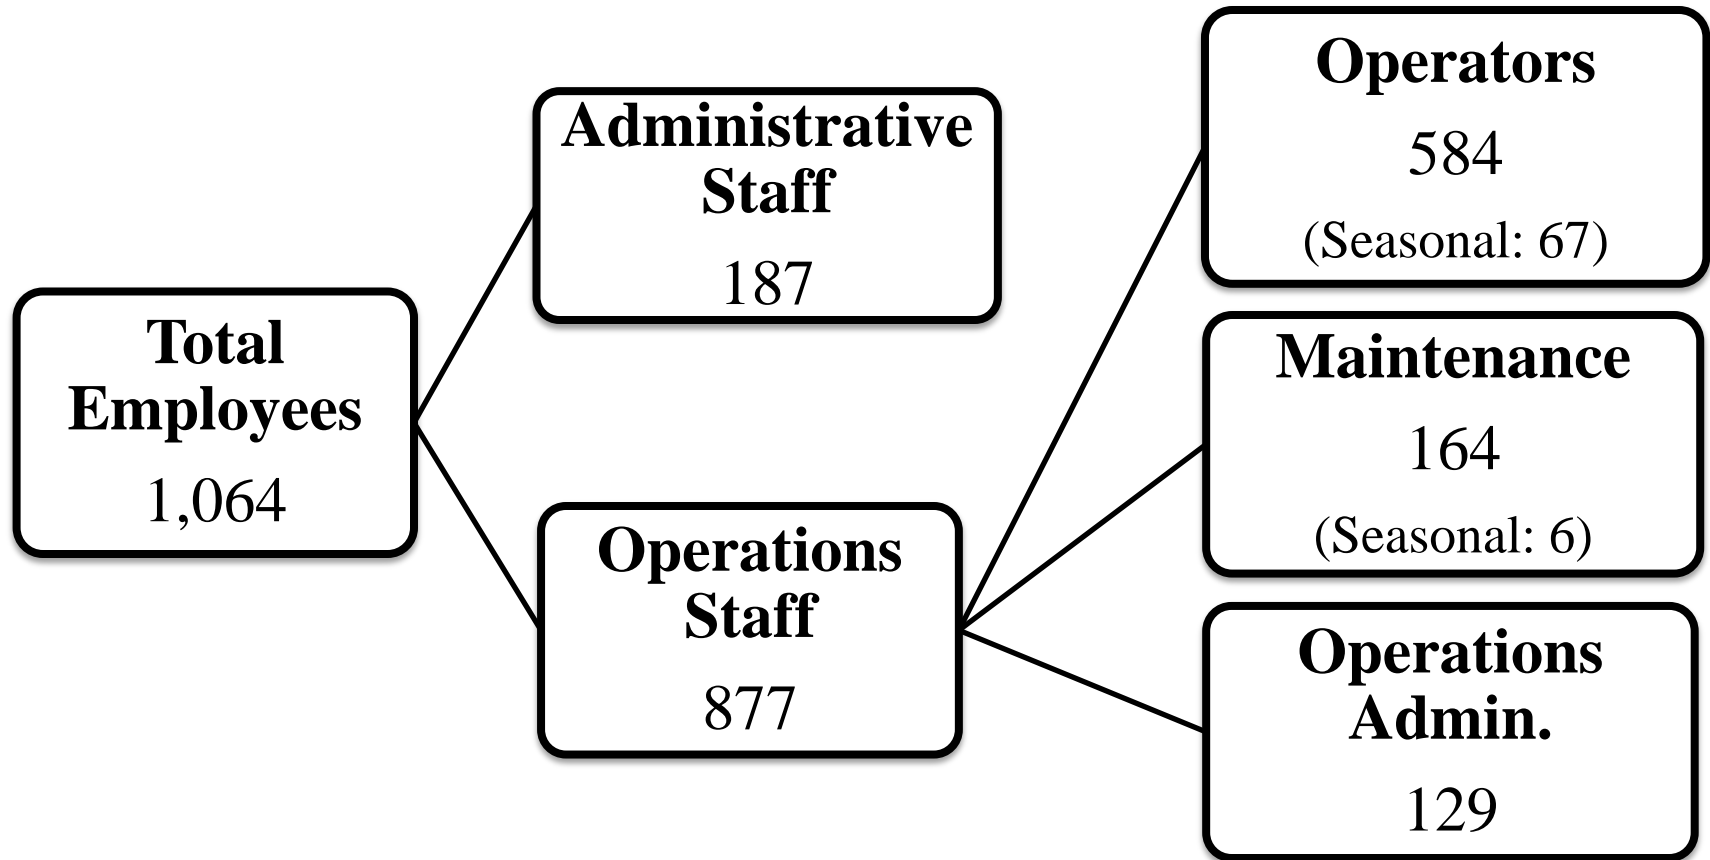 Total
Employees
1,064
Administrative
Staff
187
Operations
Staff
877
Operators
584
(Seasonal: 67)
Maintenance
164
(Seasonal: 6)
Operations
Admin.
129